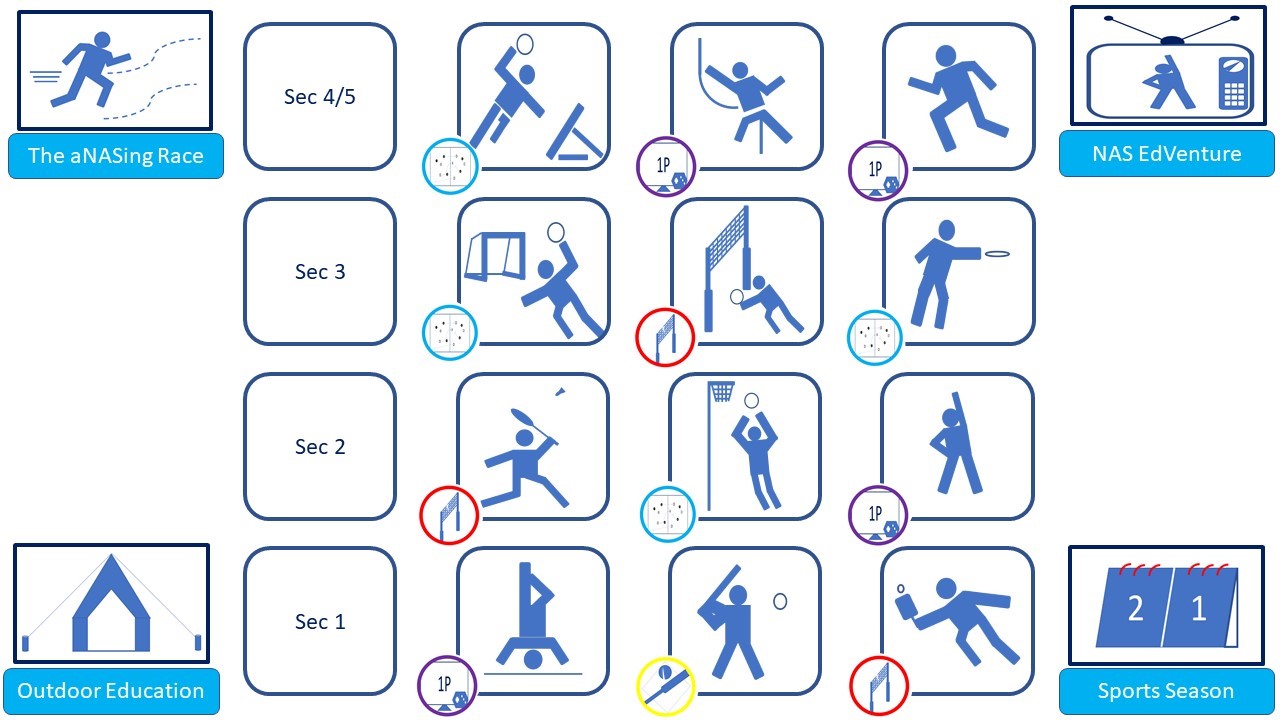 The aNASing Race
NAS EdVenture
Sec 4/5
1P
1P
Sec 3
Sec 2
1P
Sec 1
1P
Outdoor Education
2 1
Sports Season